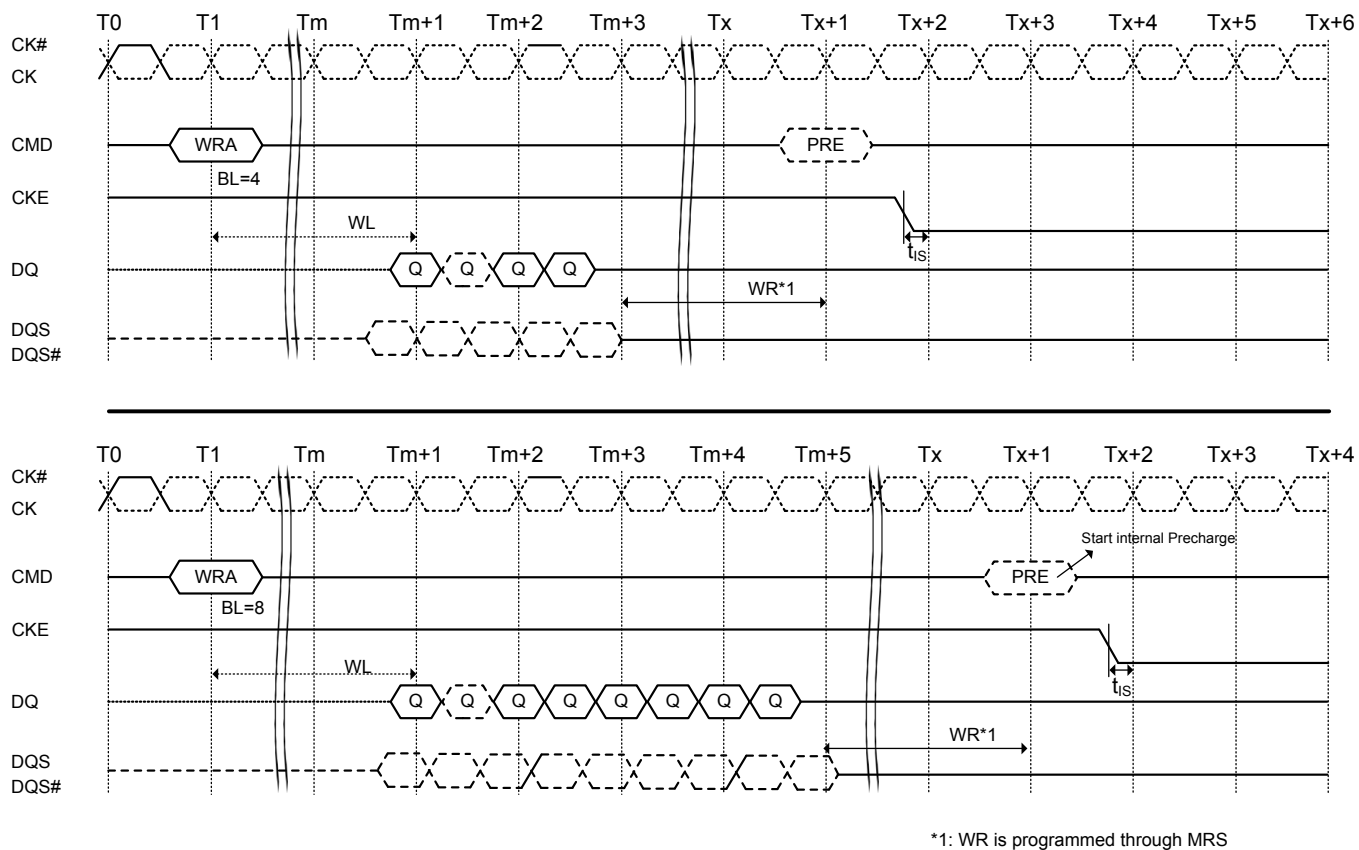 T0 T1 Tm Tm+1 Tm+2 Tm+3 Tx Tx+1 Tx+2 Tx+3 Tx+4 Tx+5 Tx+6
CK#
CK
CMD WRA PRE
BL=4
CKE
WL
tIS
DQ Q Q Q Q
WR*1
DQS
DQS#
T0 T1 Tm Tm+1 Tm+2 Tm+3 Tm+4 Tm+5 Tx Tx+1 Tx+2 Tx+3 Tx+4
CK#
CK
Start internal Precharge
CMD WRA PRE
BL=8
CKE
WL
tIS
DQ Q Q Q Q Q Q Q Q
WR*1
DQS
DQS#
*1: WR is programmed through MRS